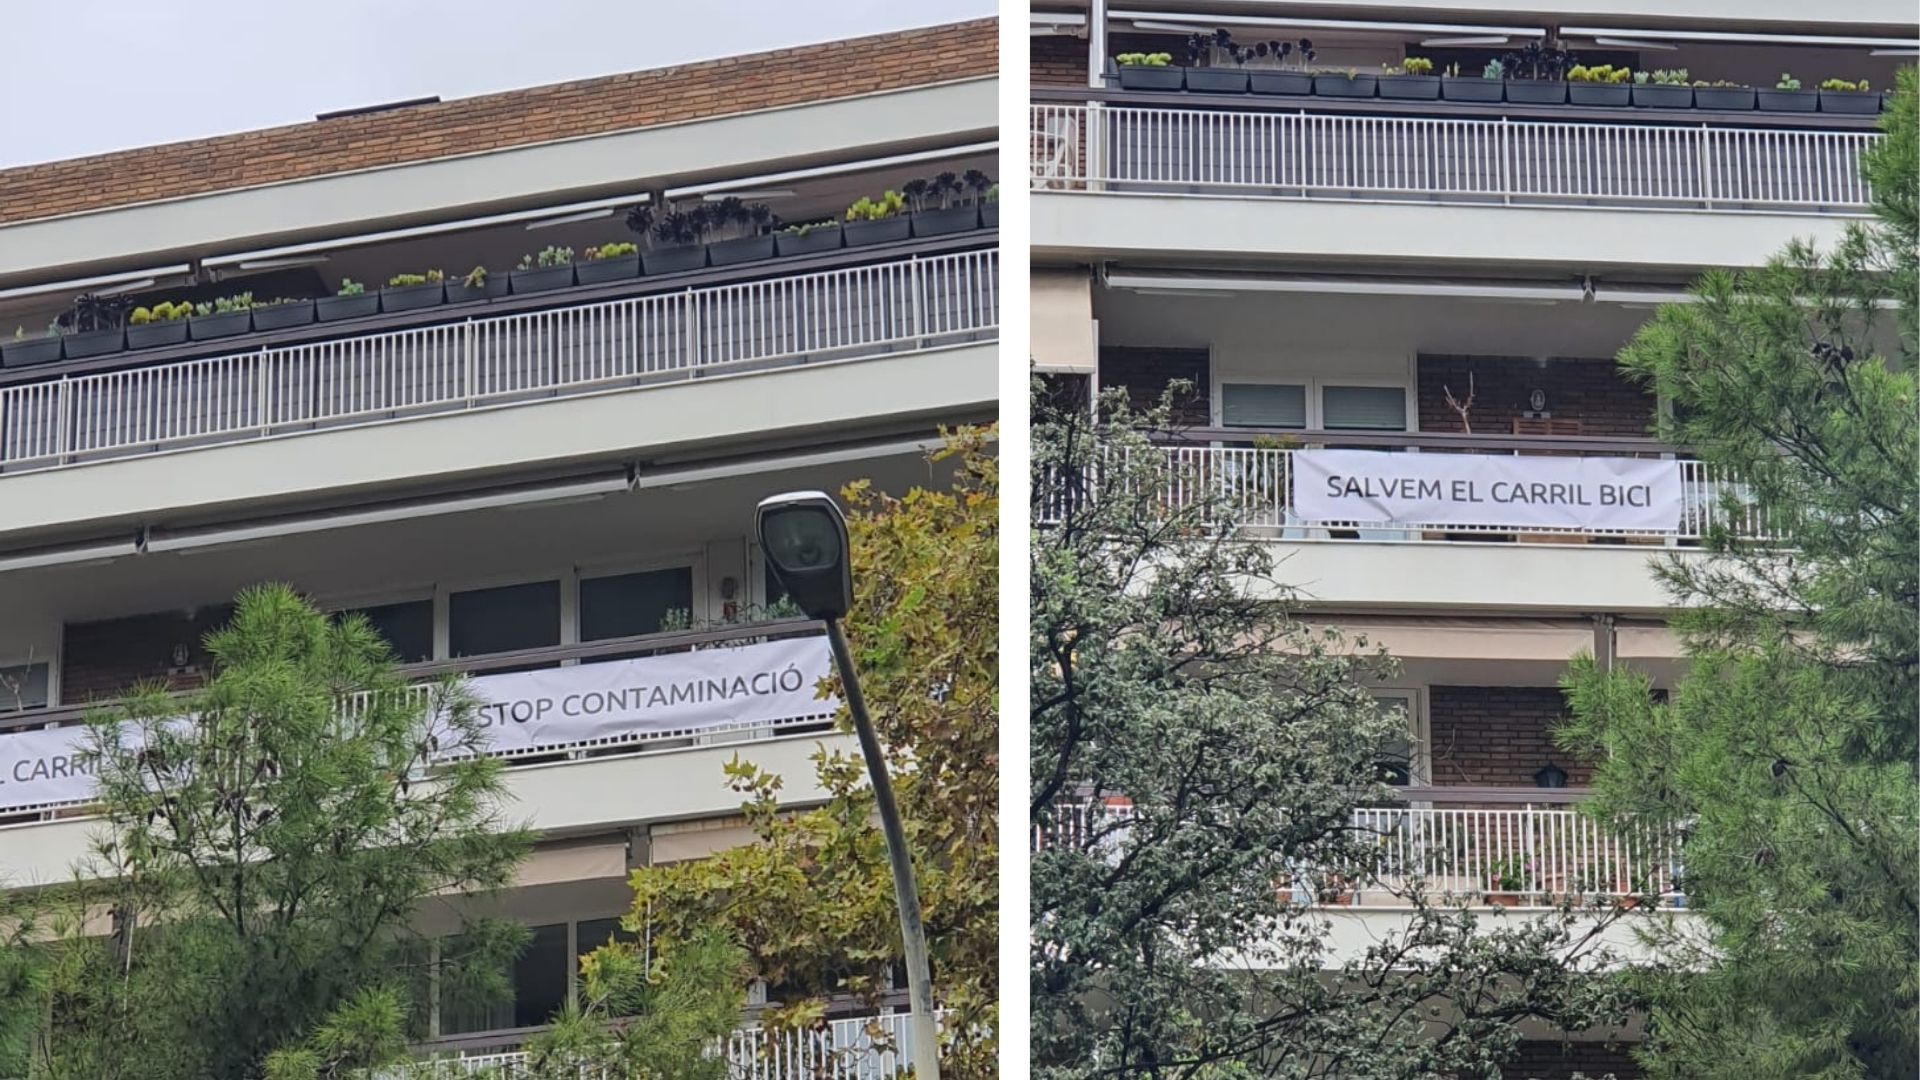 L CARRIL
STOP CONTAMINACIÓ
SALVEM EL CARRIL BICI